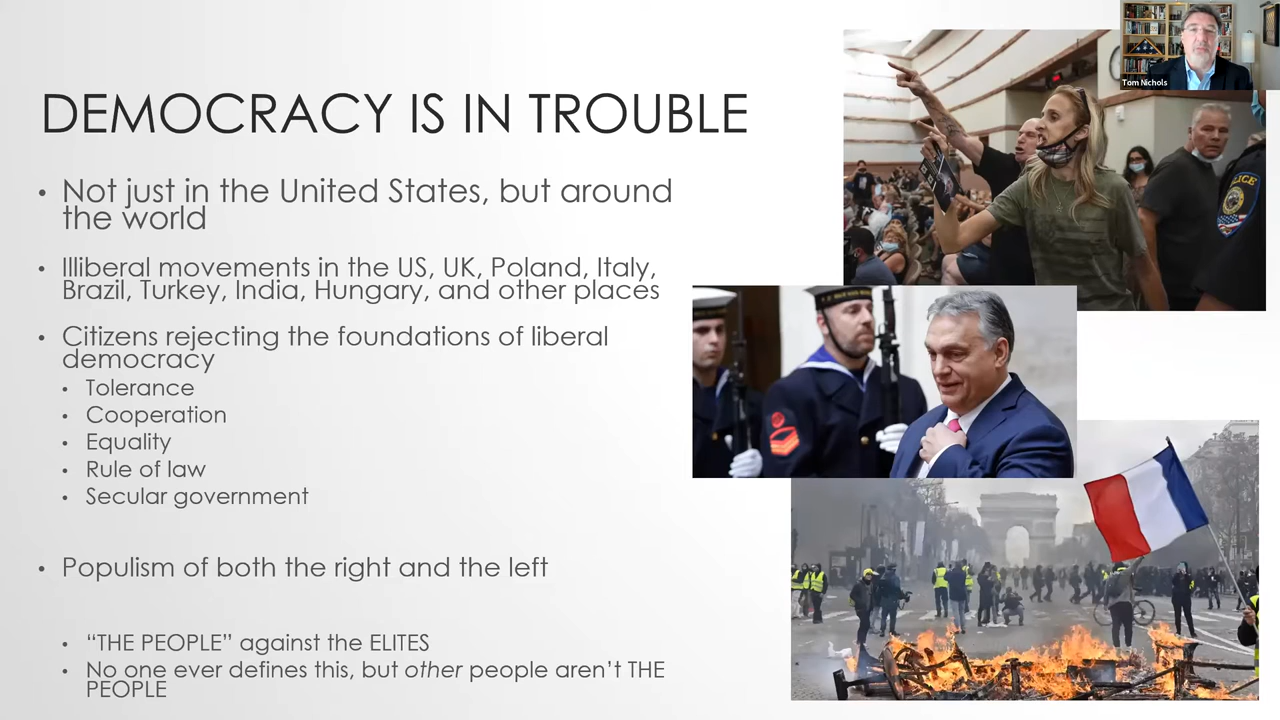 Tom Nichols
DEMOCRACY IS IN TROUBLE
• Not just in the United States, but around
the world
• Illiberal movements in the US, UK, Poland, Italy,
Brazil, Turkey, India, Hungary, and other places
• Citizens rejecting the foundations of liberal
democracy
• Tolerance
• Cooperation
• Equality
• Rule of law
• Secular government
• Populism of both the right and the left
• “THE PEOPLE” against the ELITES
• No one ever defines this, but other people aren’t THE
PEOPLE